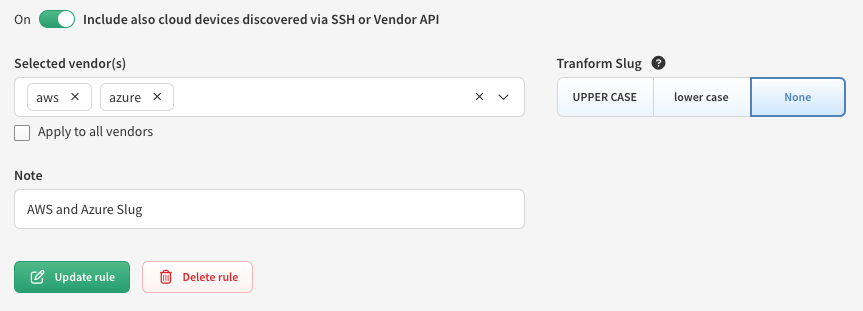 On Include also cloud devices discovered via SSH or Vendor API
Selected vendor(s)
Tranform Slug ?
aws × azure ×
UPPER CASE lower case None
Apply to all vendors
Note
AWS and Azure Slug
Update rule Delete rule